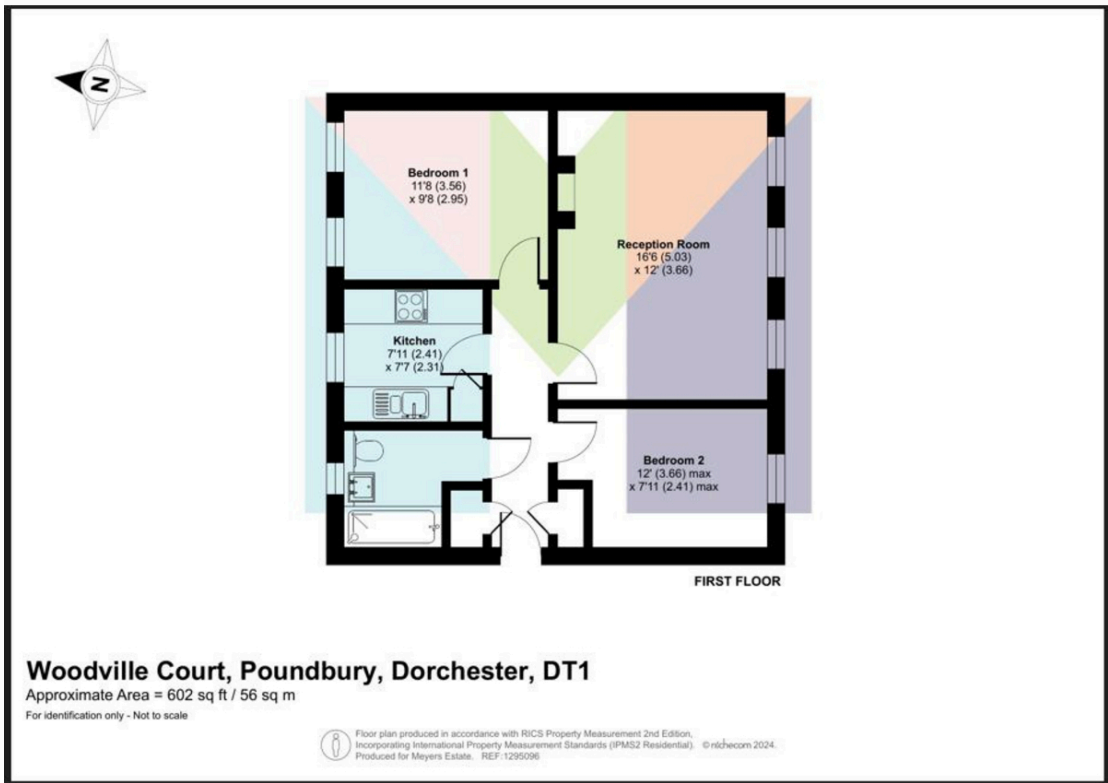 N
Bedroom 1
11'8 (3.56)
x 9'8 (2.95)
Reception Room
16'6 (5.03)
x 12' (3.66)
Kitchen
7'11 (2.41)
x 7'7 (2.31)
Bedroom 2
12' (3.66) max
x 7'11 (2.41) max
FIRST FLOOR
Woodville Court, Poundbury, Dorchester, DT1
Approximate Area = 602 sq ft / 56 sq m
For identification only - Not to scale
Floor plan produced in accordance with RICS Property Measurement 2nd Edition,
Incorporating International Property Measurement Standards (IPMS2 Residential). © nichecom 2024.
Produced for Meyers Estate. REF:1295096